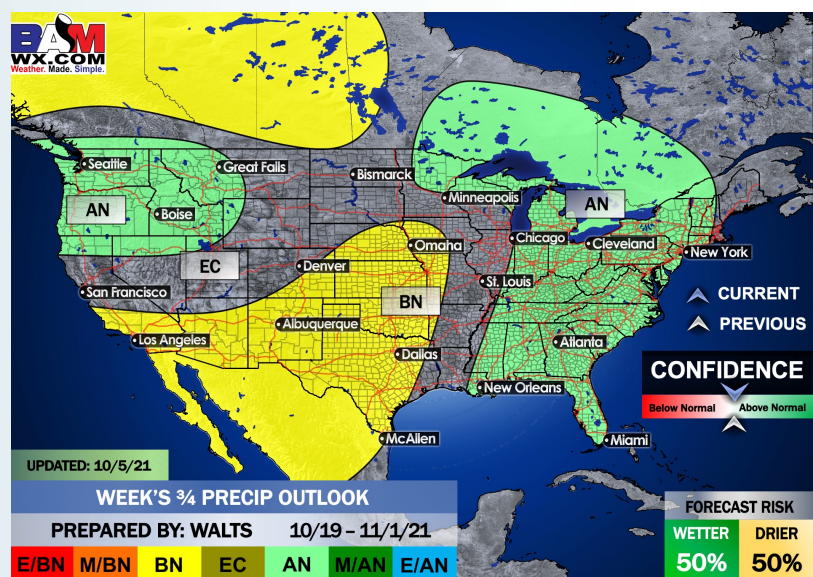 BAM
WX.COM
Weather. Made. Simple.
Seattle
Great Falls
Bismarck
AN
Boise
Minneapolis
AN
Omaha
Chicago
Cleveland
New York
EC
Denver
San Francisco
BN
St. Louis
CURRENT
PREVIOUS
Los Angeles
Albuquerque
Dallas
Atlanta
CONFIDENCE
Below Normal
Above Normal
New Orleans
McAllen
Miami
UPDATED: 10/5/21
WEEK'S ¾ PRECIP OUTLOOK
PREPARED BY: WALTS 10/19 – 11/1/21
E/BN M/BN BN EC AN M/AN E/AN
FORECAST RISK
WETTER DRIER
50% 50%